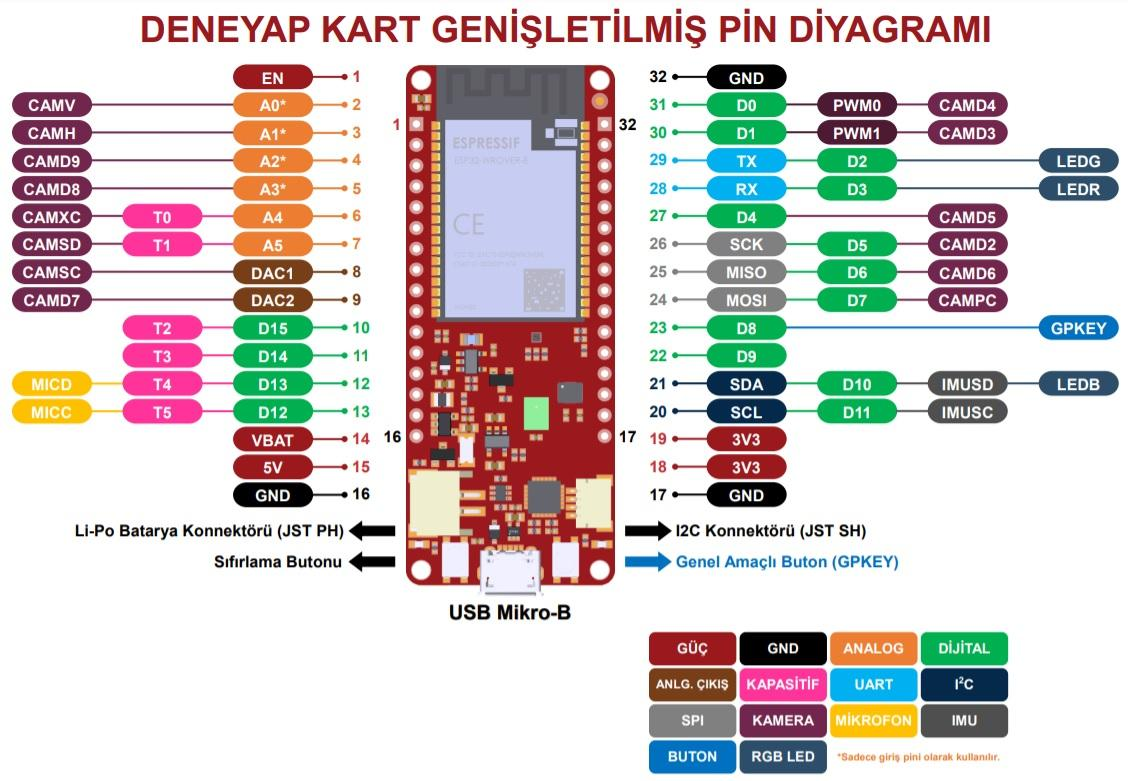 DENEYAP KART GENİŞLETİLMİŞ PİN DİYAGRAMI
EN 1
CAMV A0* 2
CAMH A1* 3
CAMD9 A2* 4
CAMD8 A3* 5
CAMXC T0 A4 6
CAMSD T1 A5 7
CAMSC DAC1 8
CAMD7 DAC2 9
T2 D15 10
T3 D14 11
MICD T4 D13 12
MICC T5 D12 13
VBAT 14
5V 15
GND 16
Li-Po Batarya Konnektörü (JST PH)
Sıfırlama Butonu
1
32
ESPRESSIF
ESP32-WROVER-E
CE
16
17
USB Mikro-B
32 GND
31 D0 PWM0 CAMD4
30 D1 PWM1 CAMD3
29 TX D2 LEDG
28 RX D3 LEDR
27 D4 CAMD5
26 SCK D5 CAMD2
25 MISO D6 CAMD6
24 MOSI D7 CAMPC
23 D8 GPKEY
22 D9
21 SDA D10 IMUSD LEDB
20 SCL D11 IMUSC
19 3V3
18 3V3
17 GND
I2C Konnektörü (JST SH)
Genel Amaçlı Buton (GPKEY)
GÜÇ GND ANALOG DİJİTAL
ANLG. ÇIKIŞ KAPASİTİF UART I²C
SPI KAMERA MİKROFON IMU
BUTON RGB LED *Sadece giriş pini olarak kullanılır.